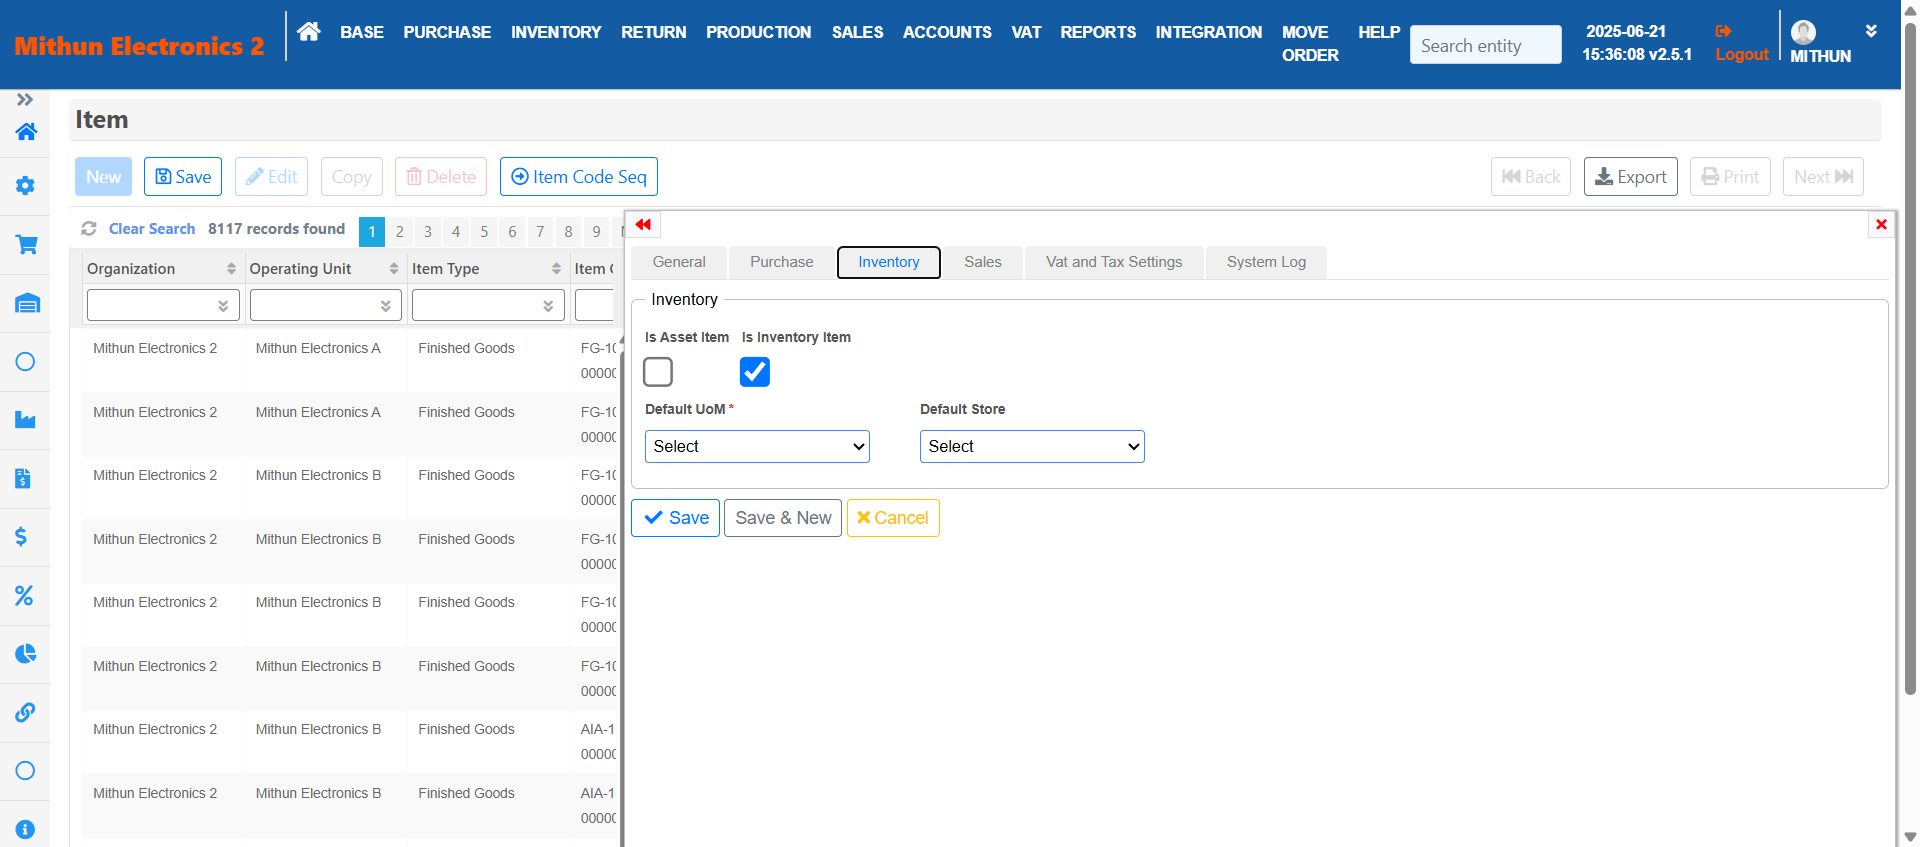 Mithun Electronics 2
BASE PURCHASE INVENTORY RETURN PRODUCTION SALES ACCOUNTS VAT REPORTS INTEGRATION MOVE ORDER HELP
Search entity
2025-06-21
15:36:08 v2.5.1
Logout
MITHUN
Item
New Save Edit Copy Delete Item Code Seq Back Export Print Next
Clear Search 8117 records found 1 2 3 4 5 6 7 8 9
Organization Operating Unit Item Type Item
Mithun Electronics 2 Mithun Electronics A Finished Goods FG-10
0000
Mithun Electronics 2 Mithun Electronics A Finished Goods FG-10
0000
Mithun Electronics 2 Mithun Electronics B Finished Goods FG-10
0000
Mithun Electronics 2 Mithun Electronics B Finished Goods FG-10
0000
Mithun Electronics 2 Mithun Electronics B Finished Goods FG-10
0000
Mithun Electronics 2 Mithun Electronics B Finished Goods FG-10
0000
Mithun Electronics 2 Mithun Electronics B Finished Goods AIA-1
0000
Mithun Electronics 2 Mithun Electronics B Finished Goods AIA-1
0000
General Purchase Inventory Sales Vat and Tax Settings System Log
Inventory
Is Asset Item Is Inventory Item
Default UoM * Default Store
Select Select
Save Save & New Cancel